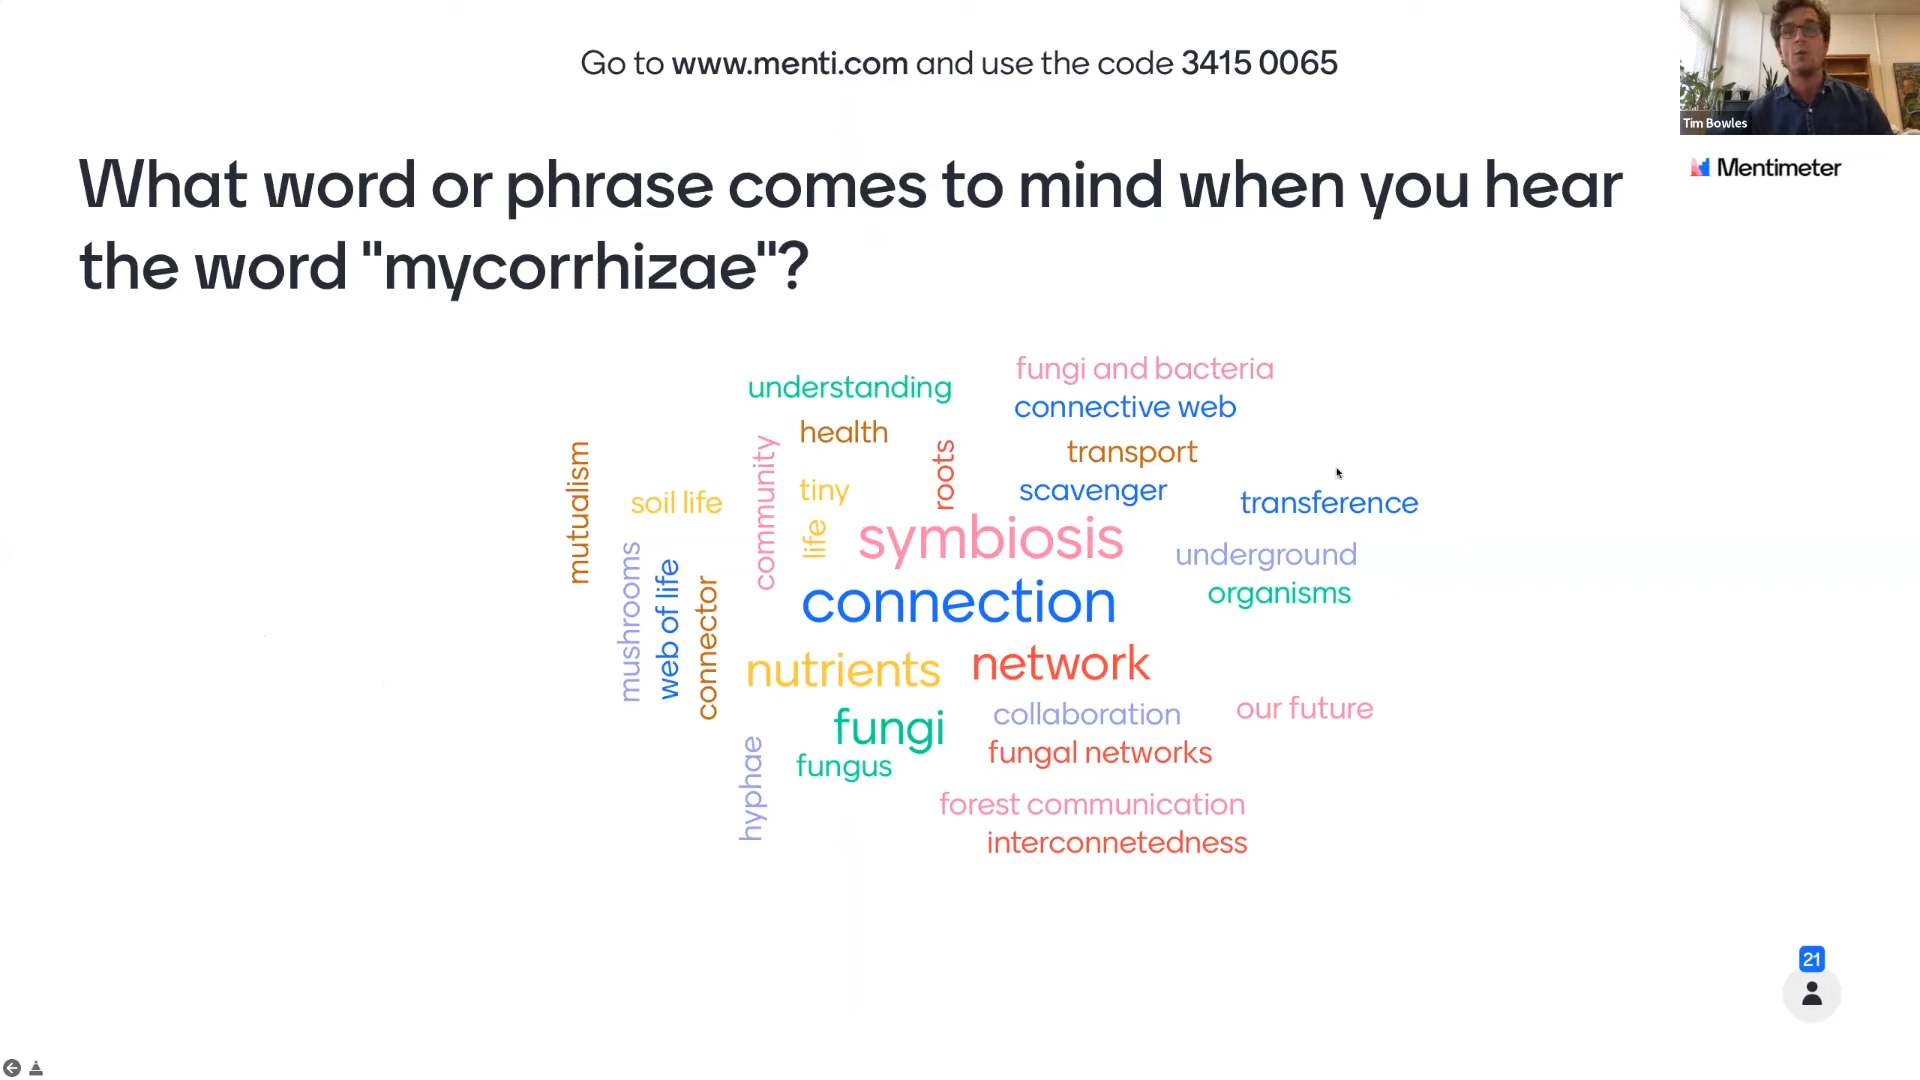 Go to www.menti.com and use the code 3415 0065
Tim Bowles
Mentimeter
What word or phrase comes to mind when you hear
the word "mycorrhizae"?
fungi and bacteria
understanding
connective web
health
transport
mutualism
community
roots
tiny
scavenger
soil life
transference
life
symbiosis
underground
mushrooms
web of life
connector
connection
organisms
nutrients
network
our future
collaboration
fungi
fungal networks
hyphae
fungus
forest communication
interconnetedness
21